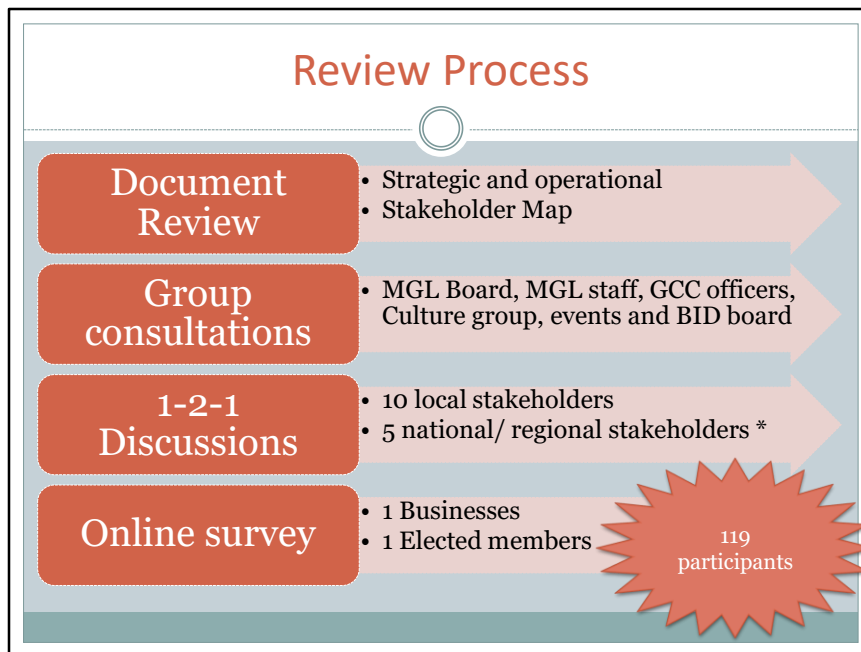 Review Process
Document
Review
• Strategic and operational
• Stakeholder Map
Group
consultations
• MGL Board, MGL staff, GCC officers,
Culture group, events and BID board
1-2-1
Discussions
• 10 local stakeholders
• 5 national/ regional stakeholders *
Online survey
• 1 Businesses
• 1 Elected members
119
participants